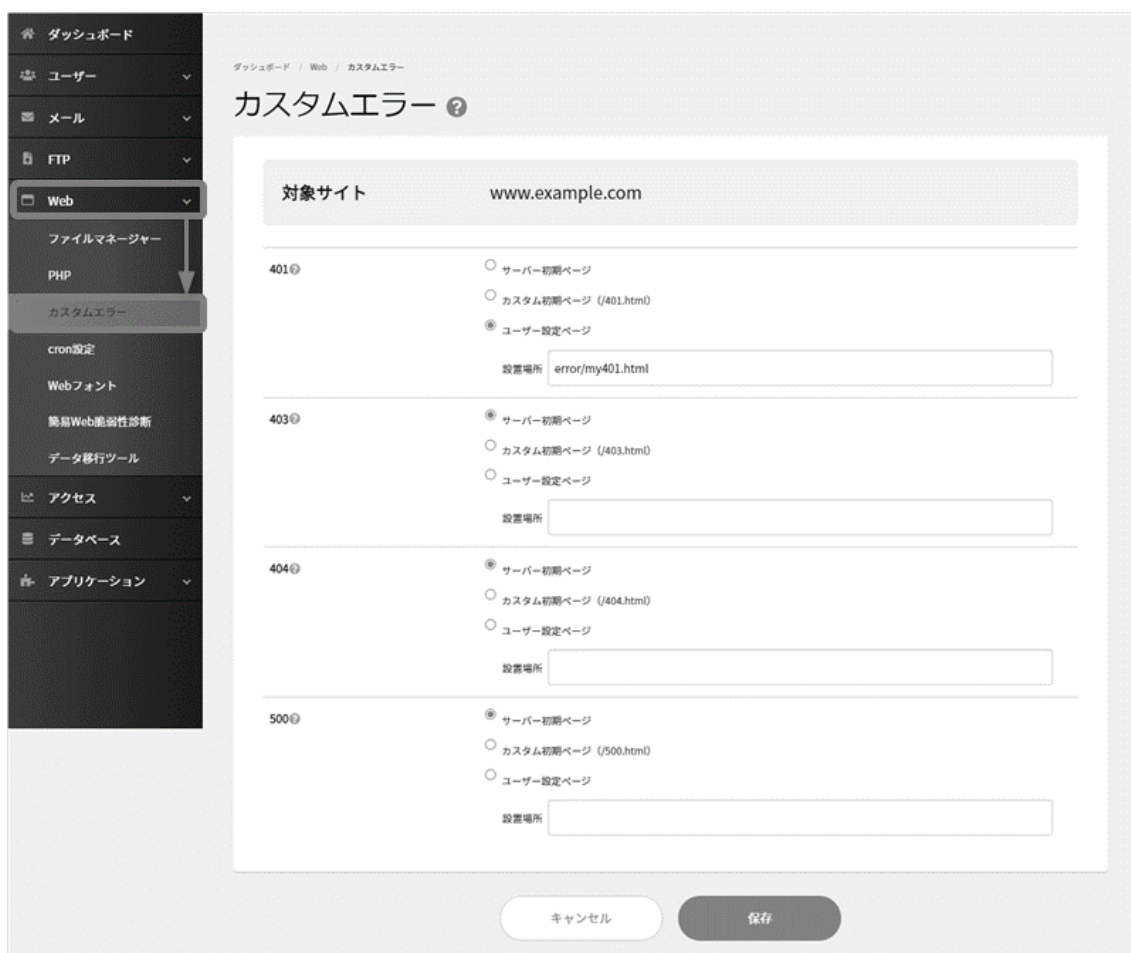 ダッシュボード
ユーザー
メール
FTP
Web
ファイルマネージャー
PHP
カスタムエラー
cron設定
Webフォント
簡易Web脆弱性診断
データ移行ツール
アクセス
データベース
アプリケーション
ダッシュボード / Web / カスタムエラー
カスタムエラー ?
対象サイト www.example.com
401?
サーバー初期ページ
カスタム初期ページ (/401.html)
ユーザー設定ページ
設置場所 error/my401.html
403?
サーバー初期ページ
カスタム初期ページ (/403.html)
ユーザー設定ページ
設置場所
404?
サーバー初期ページ
カスタム初期ページ (/404.html)
ユーザー設定ページ
設置場所
500?
サーバー初期ページ
カスタム初期ページ (/500.html)
ユーザー設定ページ
設置場所
キャンセル 保存